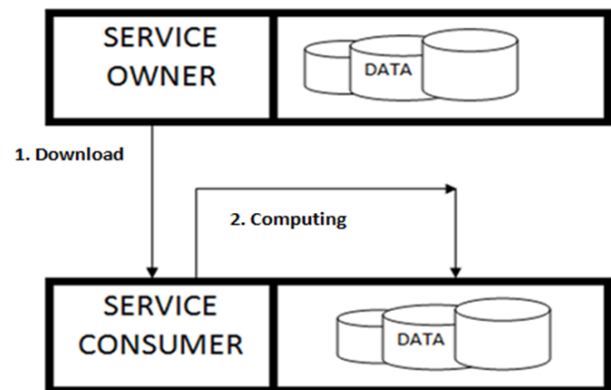 SERVICE
OWNER
DATA
1. Download
2. Computing
SERVICE
CONSUMER
DATA